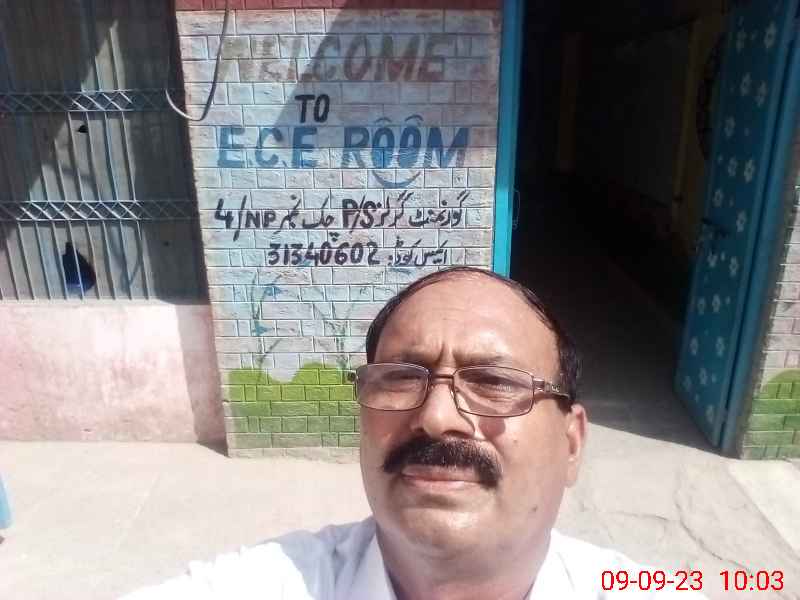 WELCOME
TO
E.C.E ROOM
گورنمنٹ گرلز P/S چک نمبر 4/NP
ایمس کوڈ: 31340602
09-09-23 10:03